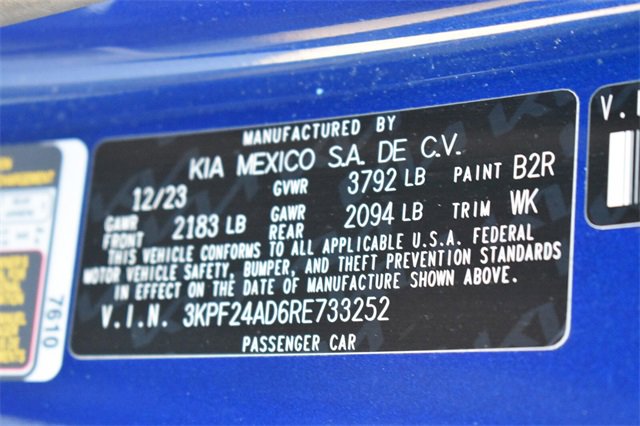 MANUFACTURED BY
KIA MEXICO S.A. DE C.V.
12/23 GVWR 3792 LB PAINT B2R
GAWR FRONT 2183 LB GAWR REAR 2094 LB TRIM WK
THIS VEHICLE CONFORMS TO ALL APPLICABLE U.S.A. FEDERAL
MOTOR VEHICLE SAFETY, BUMPER, AND THEFT PREVENTION STANDARDS
IN EFFECT ON THE DATE OF MANUFACTURE SHOWN ABOVE.
V.I.N. 3KPF24AD6RE733252
PASSENGER CAR
7610
V.I